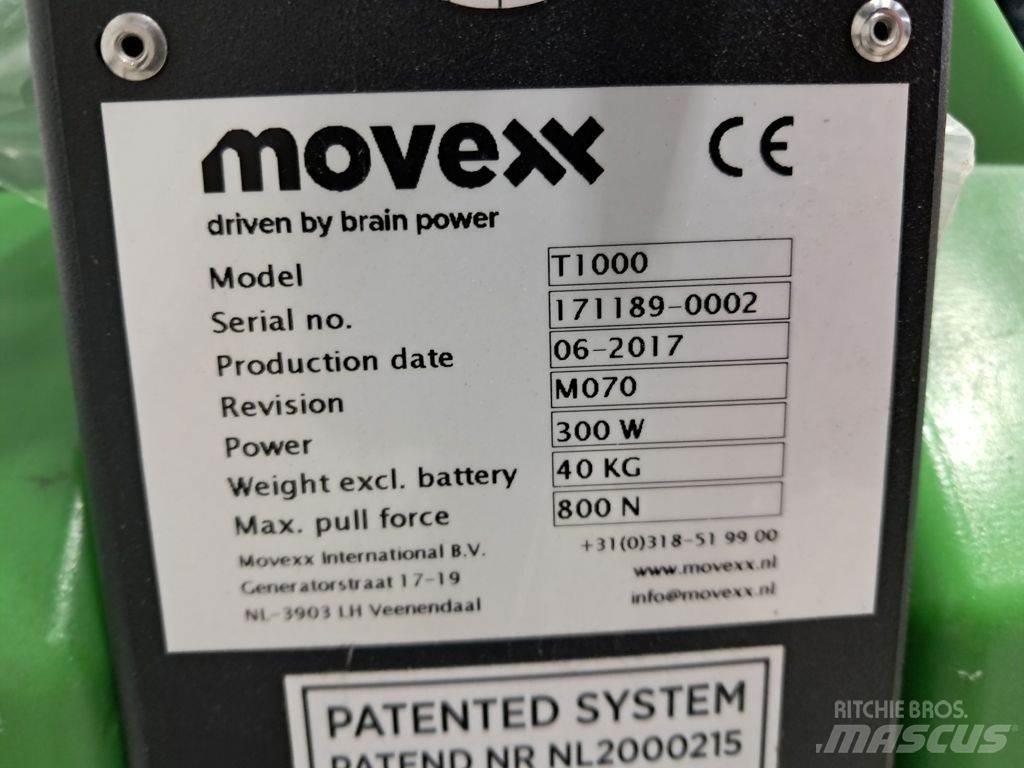 movexx CE
driven by brain power
Model T1000
Serial no. 171189-0002
Production date 06-2017
Revision M070
Power 300 W
Weight excl. battery 40 KG
Max. pull force 800 N
Movexx International B.V. +31(0)318-51 99 00
Generatorstraat 17-19 www.movexx.nl
NL-3903 LH Veenendaal info@movexx.nl
PATENTED SYSTEM
PATEND NR NL2000215
RITCHIE BROS.
MASCUS